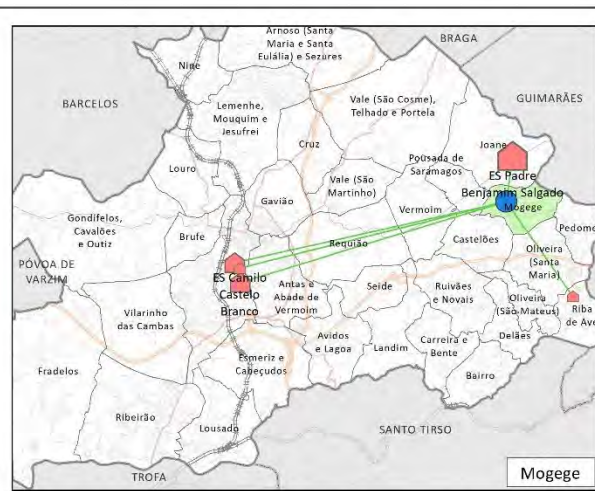 Arnoso (Santa
Maria e Santa
Eulália) e Sezures
BRAGA
Nine
BARCELOS
GUIMARÃES
Lemenhe,
Mouquim e
Jesufrei
Vale (São Cosme),
Telhado e Portela
Cruz
Joane
Louro
Pousada de
Saramagos
ES Padre
Benjamim Salgado
Vale (São
Martinho)
Mogege
Gavião
Vermoim
Gondifelos,
Cavalões
e Outiz
Brufe
Pedome
Requião
Castelões
Oliveira
(Santa
Maria)
PÓVOA DE
VARZIM
ES Camilo
Castelo
Branco
Antas e
Abade de
Vermoim
Seide
Ruivães
e Novais
Oliveira
(São Mateus)
Riba
de Ave
Vilarinho
das Cambas
Avidos
e Lagoa
Landim
Carreira e
Bente
Delães
Esmeriz e
Cabeçudos
Fradelos
Bairro
Ribeirão
Lousado
SANTO TIRSO
TROFA
Mogege